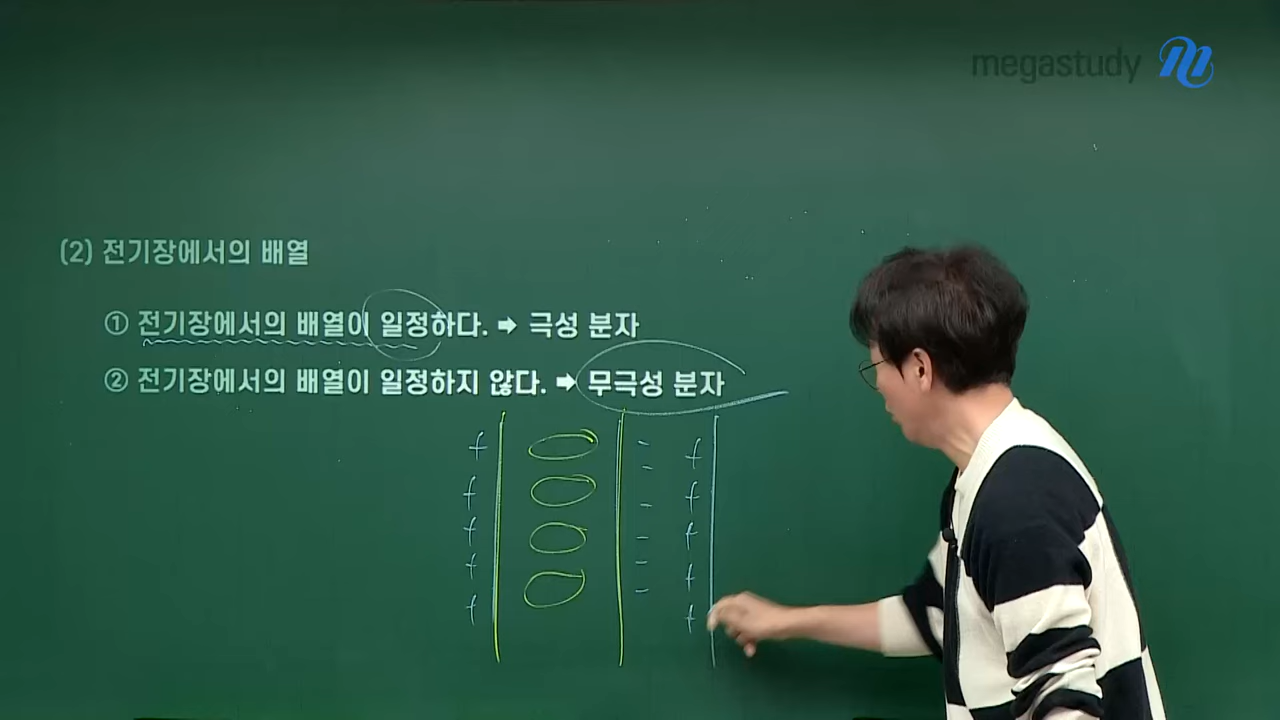 megastudy
(2) 전기장에서의 배열
① 전기장에서의 배열이 일정하다. ➡ 극성 분자
② 전기장에서의 배열이 일정하지 않다. ➡ 무극성 분자
+ - +
+ - +
+ - +
+ - +
+ - +
-